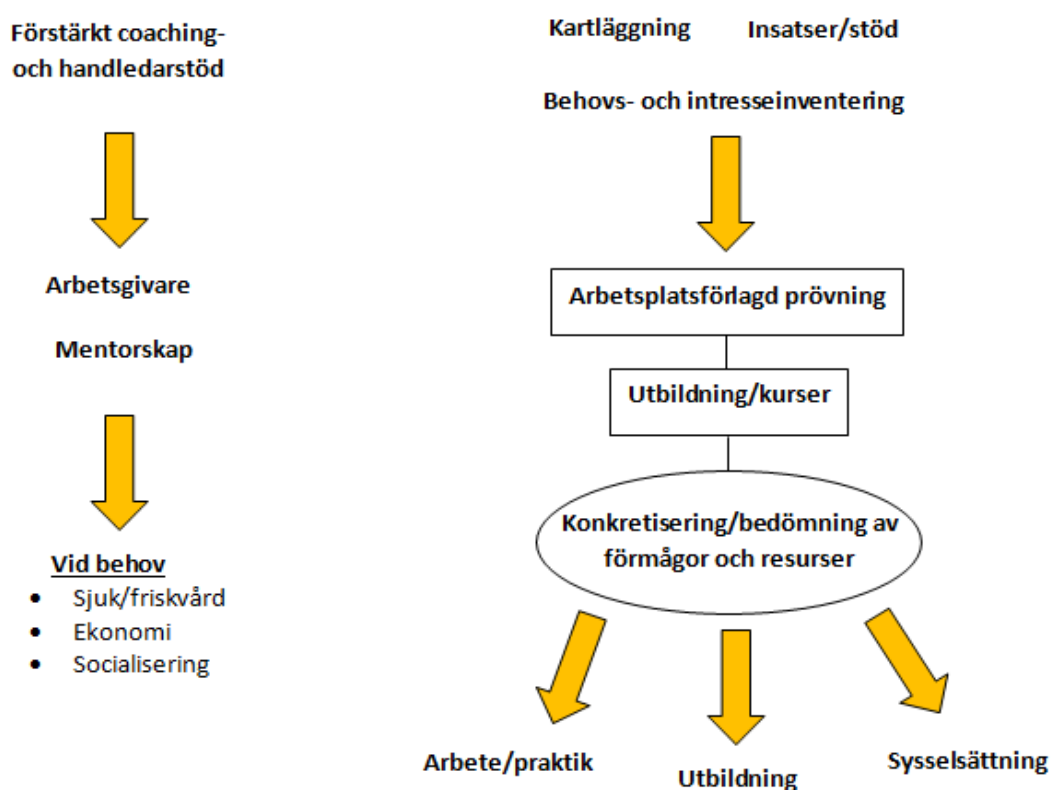 Förstärkt coaching-
och handledarstöd
Arbetsgivare
Mentorskap
Vid behov
• Sjuk/friskvård
• Ekonomi
• Socialisering
Kartläggning
Insatser/stöd
Behovs- och intresseinventering
Arbetsplatsförlagd prövning
Utbildning/kurser
Konkretisering/bedömning av
förmågor och resurser
Arbete/praktik
Utbildning
Sysselsättning